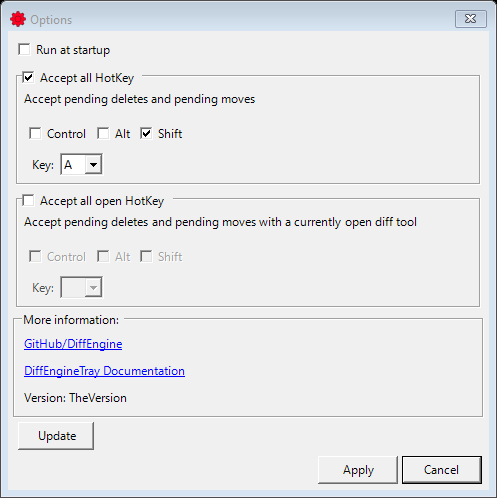 Options
Run at startup
Accept all HotKey
Accept pending deletes and pending moves
Control Alt Shift
Key: A
Accept all open HotKey
Accept pending deletes and pending moves with a currently open diff tool
Control Alt Shift
Key:
More information:
GitHub/DiffEngine
DiffEngineTray Documentation
Version: TheVersion
Update
Apply Cancel